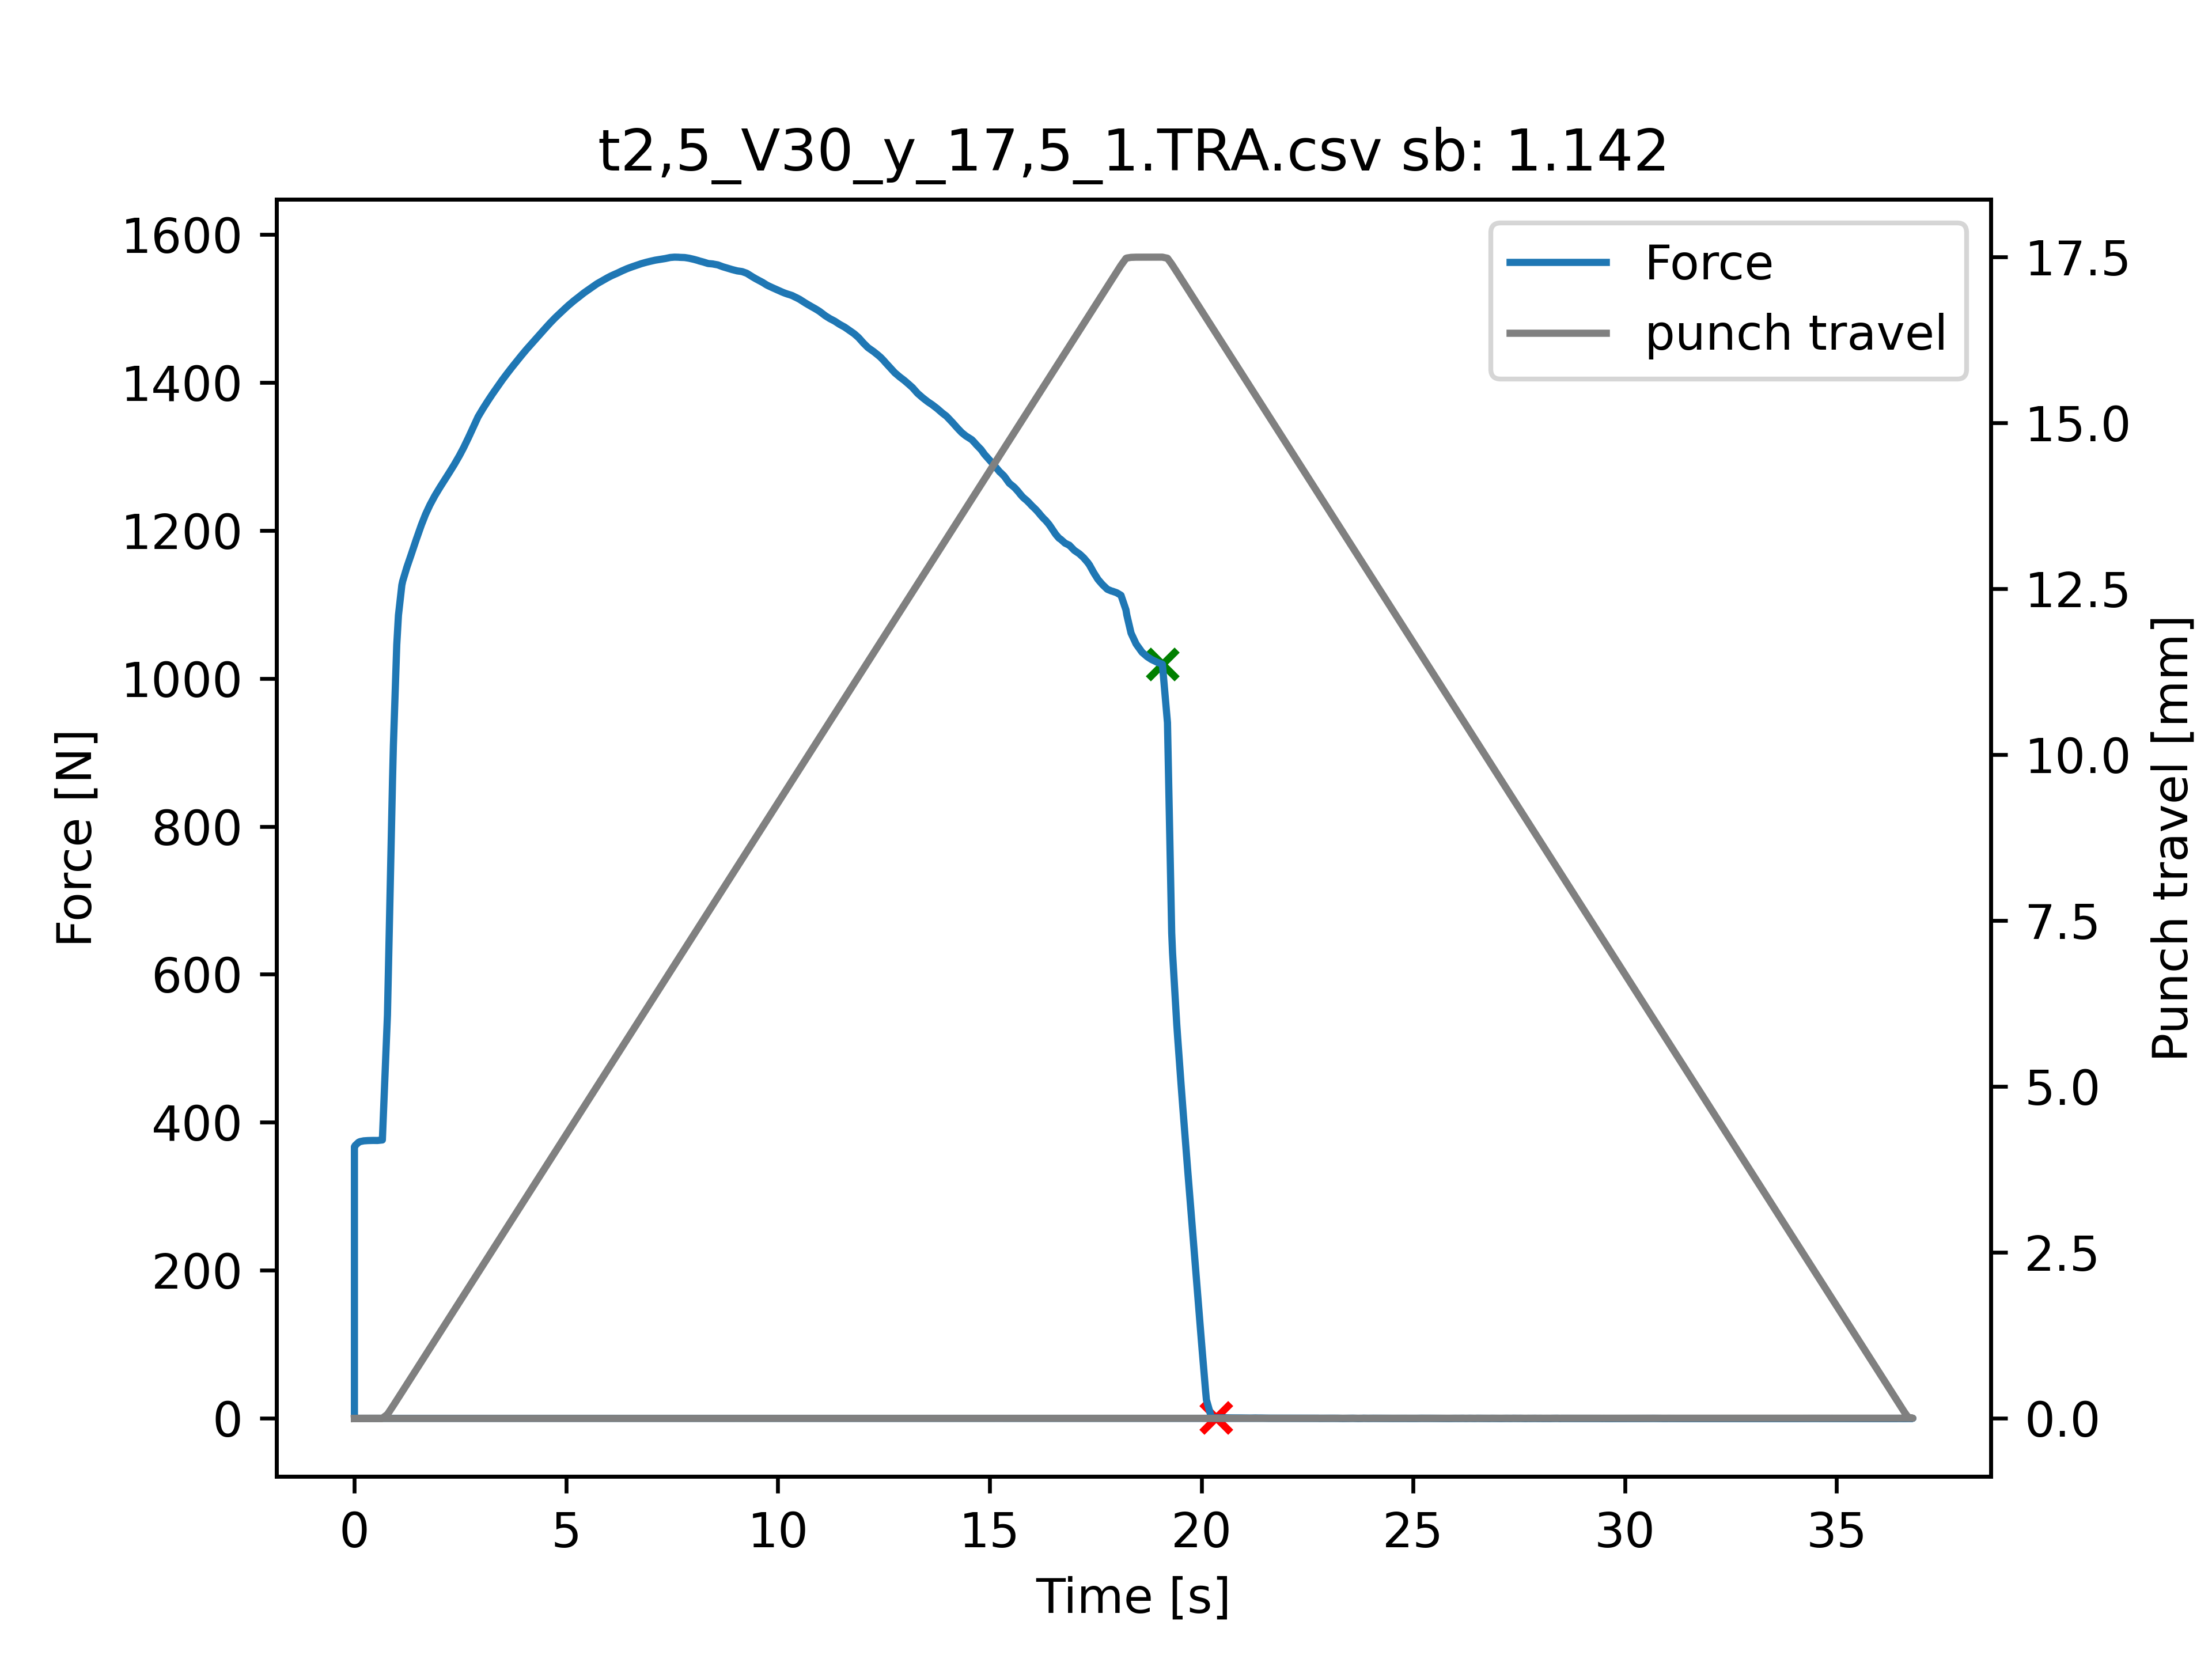 t2,5_V30_y_17,5_1.TRA.csv sb: 1.142
Force
punch travel
1600
1400
1200
1000
800
600
400
200
0
Force [N]
17.5
15.0
12.5
10.0
7.5
5.0
2.5
0.0
Punch travel [mm]
0 5 10 15 20 25 30 35
Time [s]